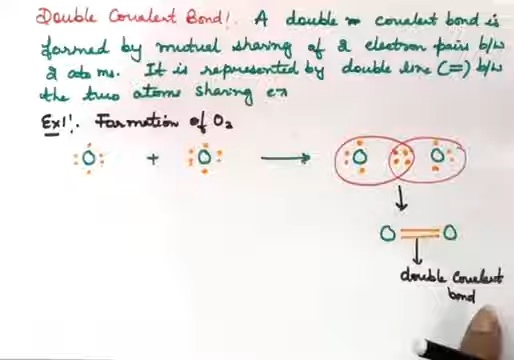 Double Covalent Bond!. A double covalent bond is
formed by mutual sharing of 2 electron pairs b/w
2 atoms. It is represented by double line (=) b/w
the two atoms sharing e's
Ex1!. Formation of O₂
O + O → O O
O = O
double covalent
bond